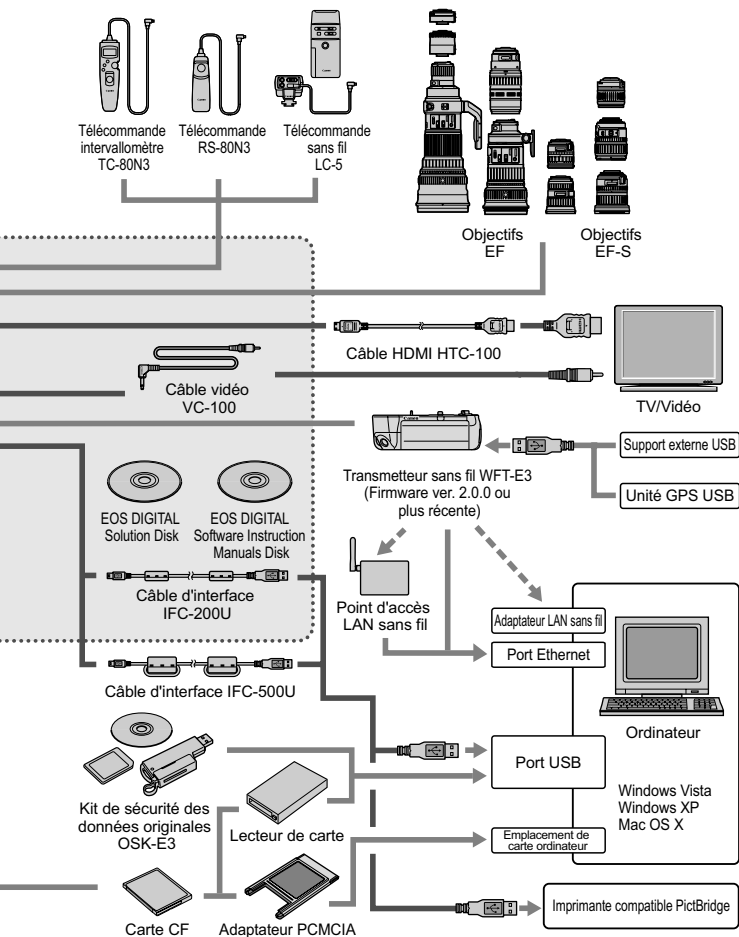 Télécommande
intervallomètre
TC-80N3
Télécommande
RS-80N3
Télécommande
sans fil
LC-5
Objectifs
EF
Objectifs
EF-S
Câble HDMI HTC-100
Câble vidéo
VC-100
TV/Vidéo
Transmetteur sans fil WFT-E3
(Firmware ver. 2.0.0 ou
plus récente)
Support externe USB
Unité GPS USB
EOS DIGITAL
Solution Disk
EOS DIGITAL
Software Instruction
Manuals Disk
Câble d'interface
IFC-200U
Point d'accès
LAN sans fil
Adaptateur LAN sans fil
Port Ethernet
Câble d'interface IFC-500U
Ordinateur
Port USB
Windows Vista
Windows XP
Mac OS X
Kit de sécurité des
données originales
OSK-E3
Lecteur de carte
Emplacement de
carte ordinateur
Carte CF
Adaptateur PCMCIA
Imprimante compatible PictBridge